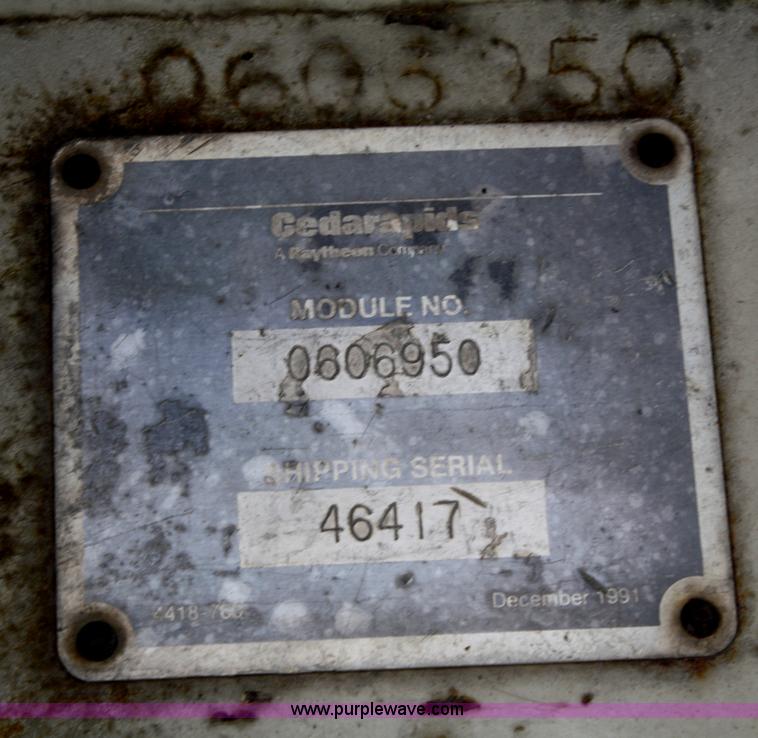 0606950
Cedarapids
A Raytheon Company
MODULE NO.
0606950
SHIPPING SERIAL
46417
December 1991
www.purplewave.com